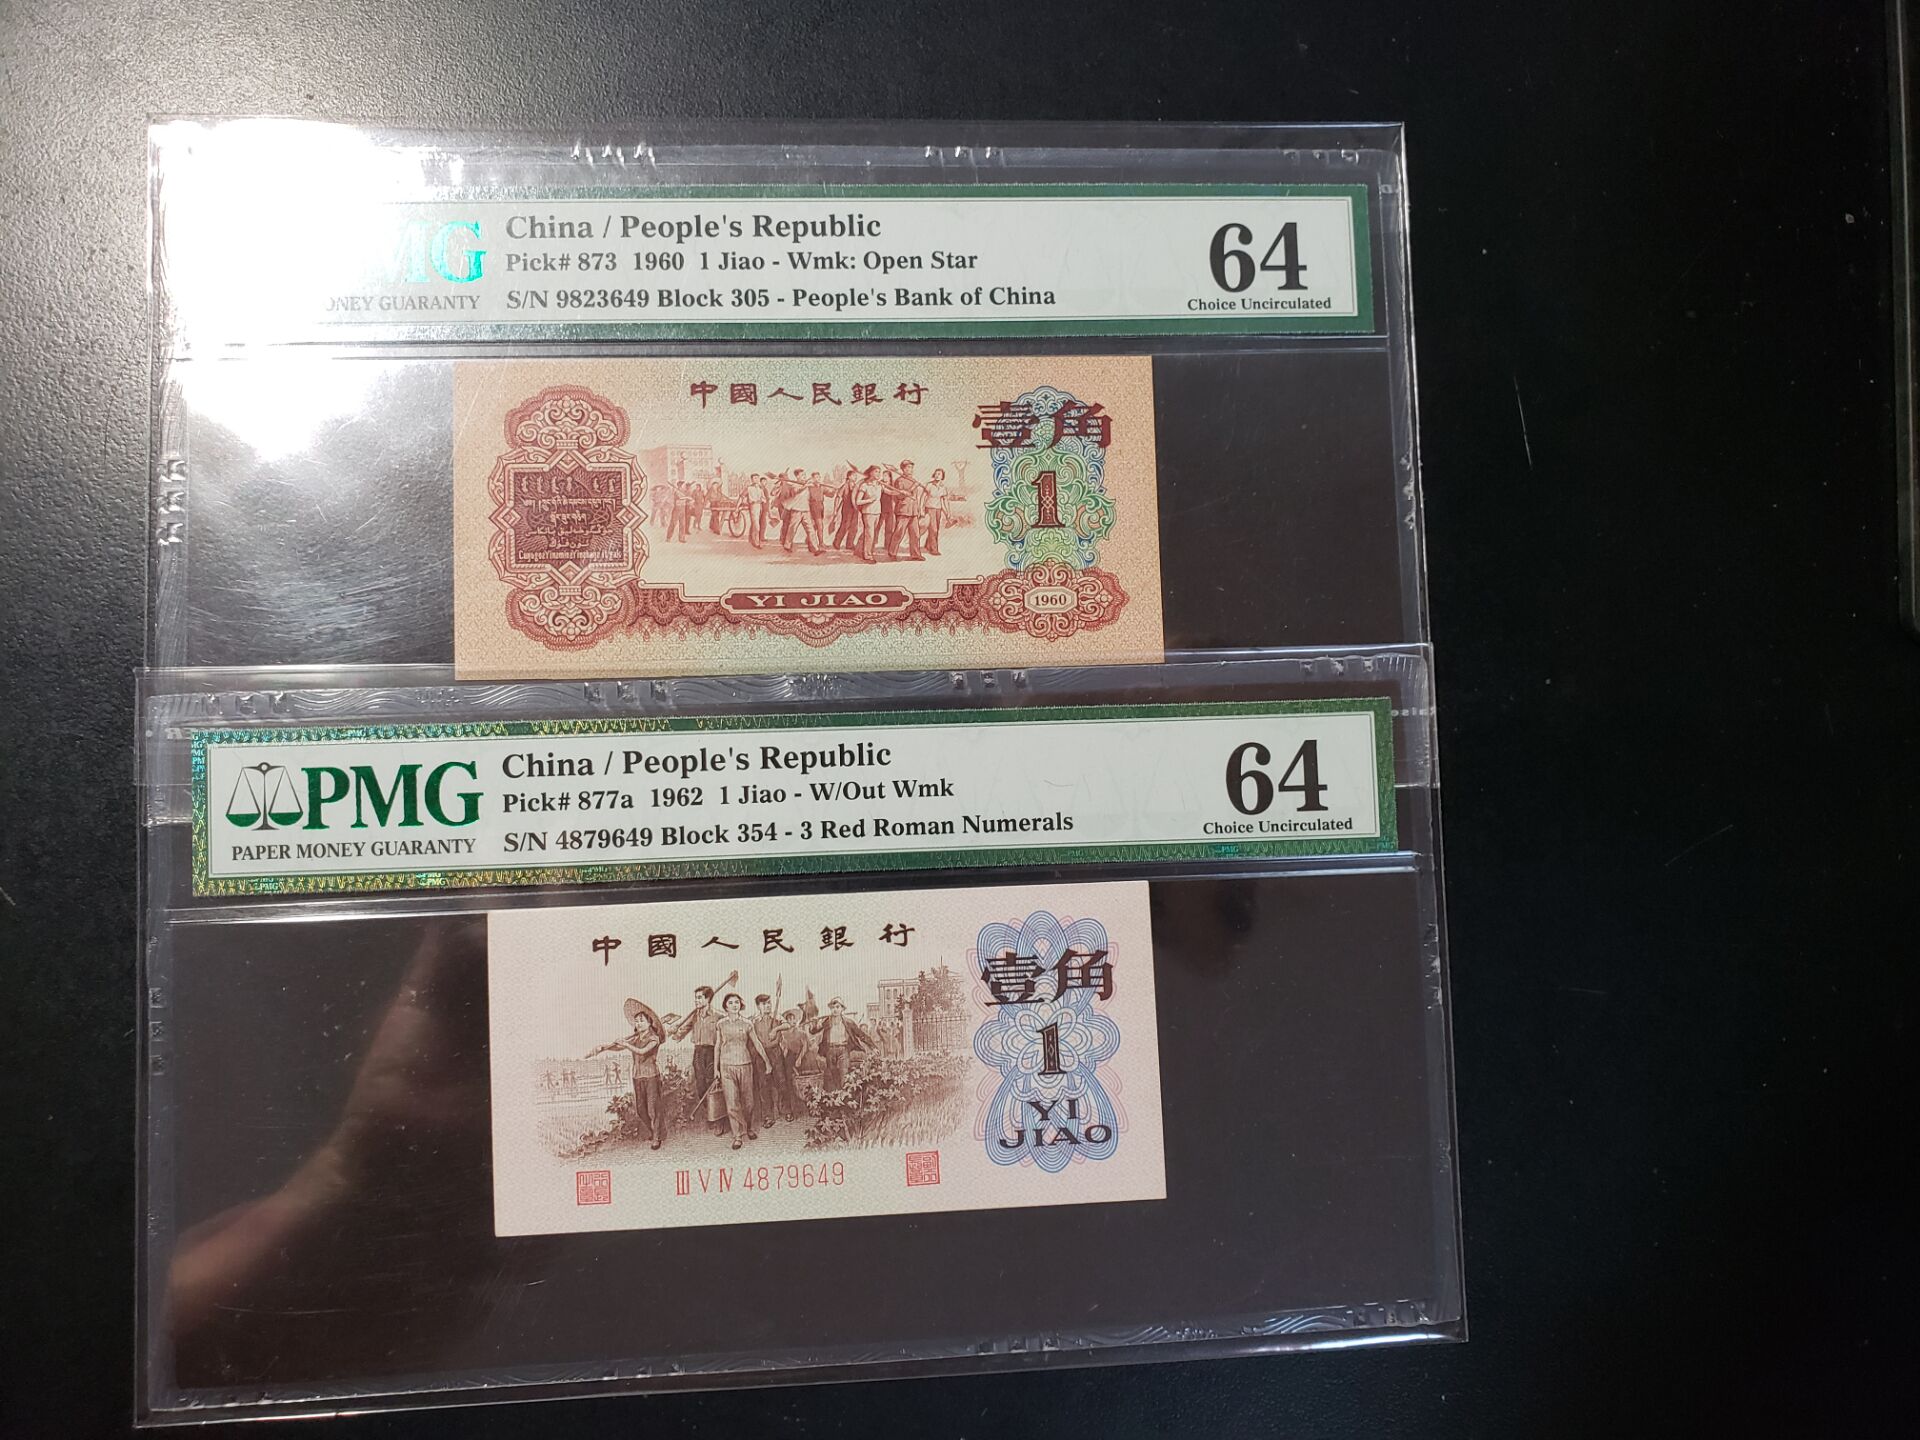 MG
China / People's Republic
Pick# 873 1960 1 Jiao - Wmk: Open Star
ONEY GUARANTY
S/N 9823649 Block 305 - People's Bank of China
64
Choice Uncirculated
中國人民銀行
壹角
1
YI JIAO
1960
PMG
PAPER MONEY GUARANTY
China / People's Republic
Pick# 877a 1962 1 Jiao - W/Out Wmk
S/N 4879649 Block 354 - 3 Red Roman Numerals
64
Choice Uncirculated
中國人民銀行
壹角
1
YI
JIAO
III V IV 4879649